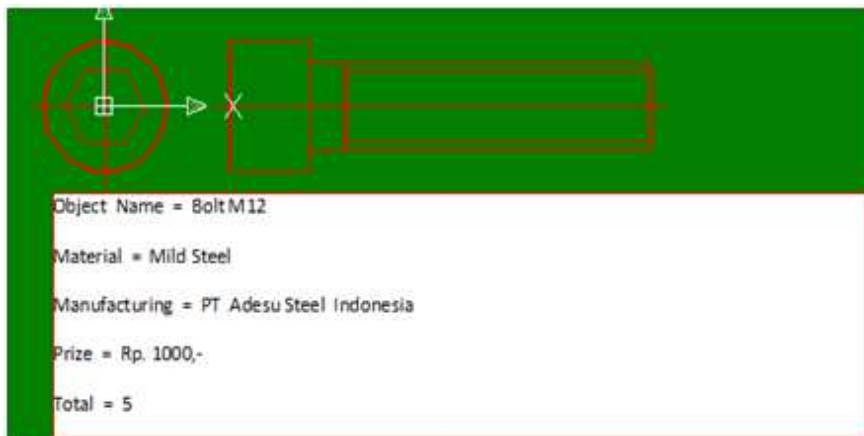 Object Name = Bolt M12
Material = Mild Steel
Manufacturing = PT Adesu Steel Indonesia
Prize = Rp. 1000,-
Total = 5